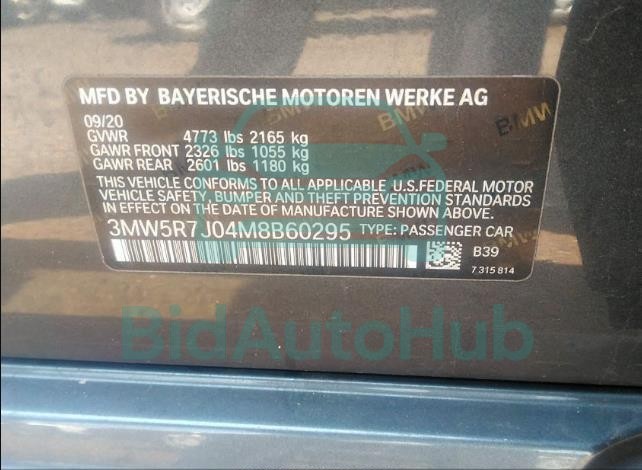 MFD BY BAYERISCHE MOTOREN WERKE AG
09/20
GVWR 4773 lbs 2165 kg
GAWR FRONT 2326 lbs 1055 kg
GAWR REAR 2601 lbs 1180 kg
THIS VEHICLE CONFORMS TO ALL APPLICABLE U.S.FEDERAL MOTOR
VEHICLE SAFETY, BUMPER AND THEFT PREVENTION STANDARDS
IN EFFECT ON THE DATE OF MANUFACTURE SHOWN ABOVE.
3MW5R7J04M8B60295 TYPE: PASSENGER CAR
B39
7 315 814
BMW
BMW
BidAutoHub